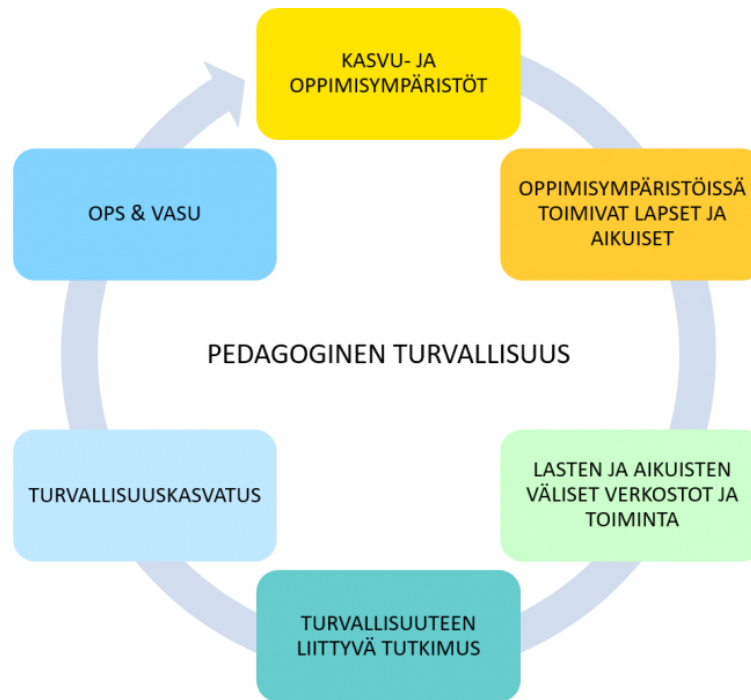 KASVU- JA
OPPIMISYMPÄRISTÖT
OPPIMISYMPÄRISTÖISSÄ
TOIMIVAT LAPSET JA
AIKUISET
LASTEN JA AIKUISTEN
VÄLISET VERKOSTOT JA
TOIMINTA
TURVALLISUUTEEN
LIITTYVÄ TUTKIMUS
TURVALLISUUSKASVATUS
OPS & VASU
PEDAGOGINEN TURVALLISUUS